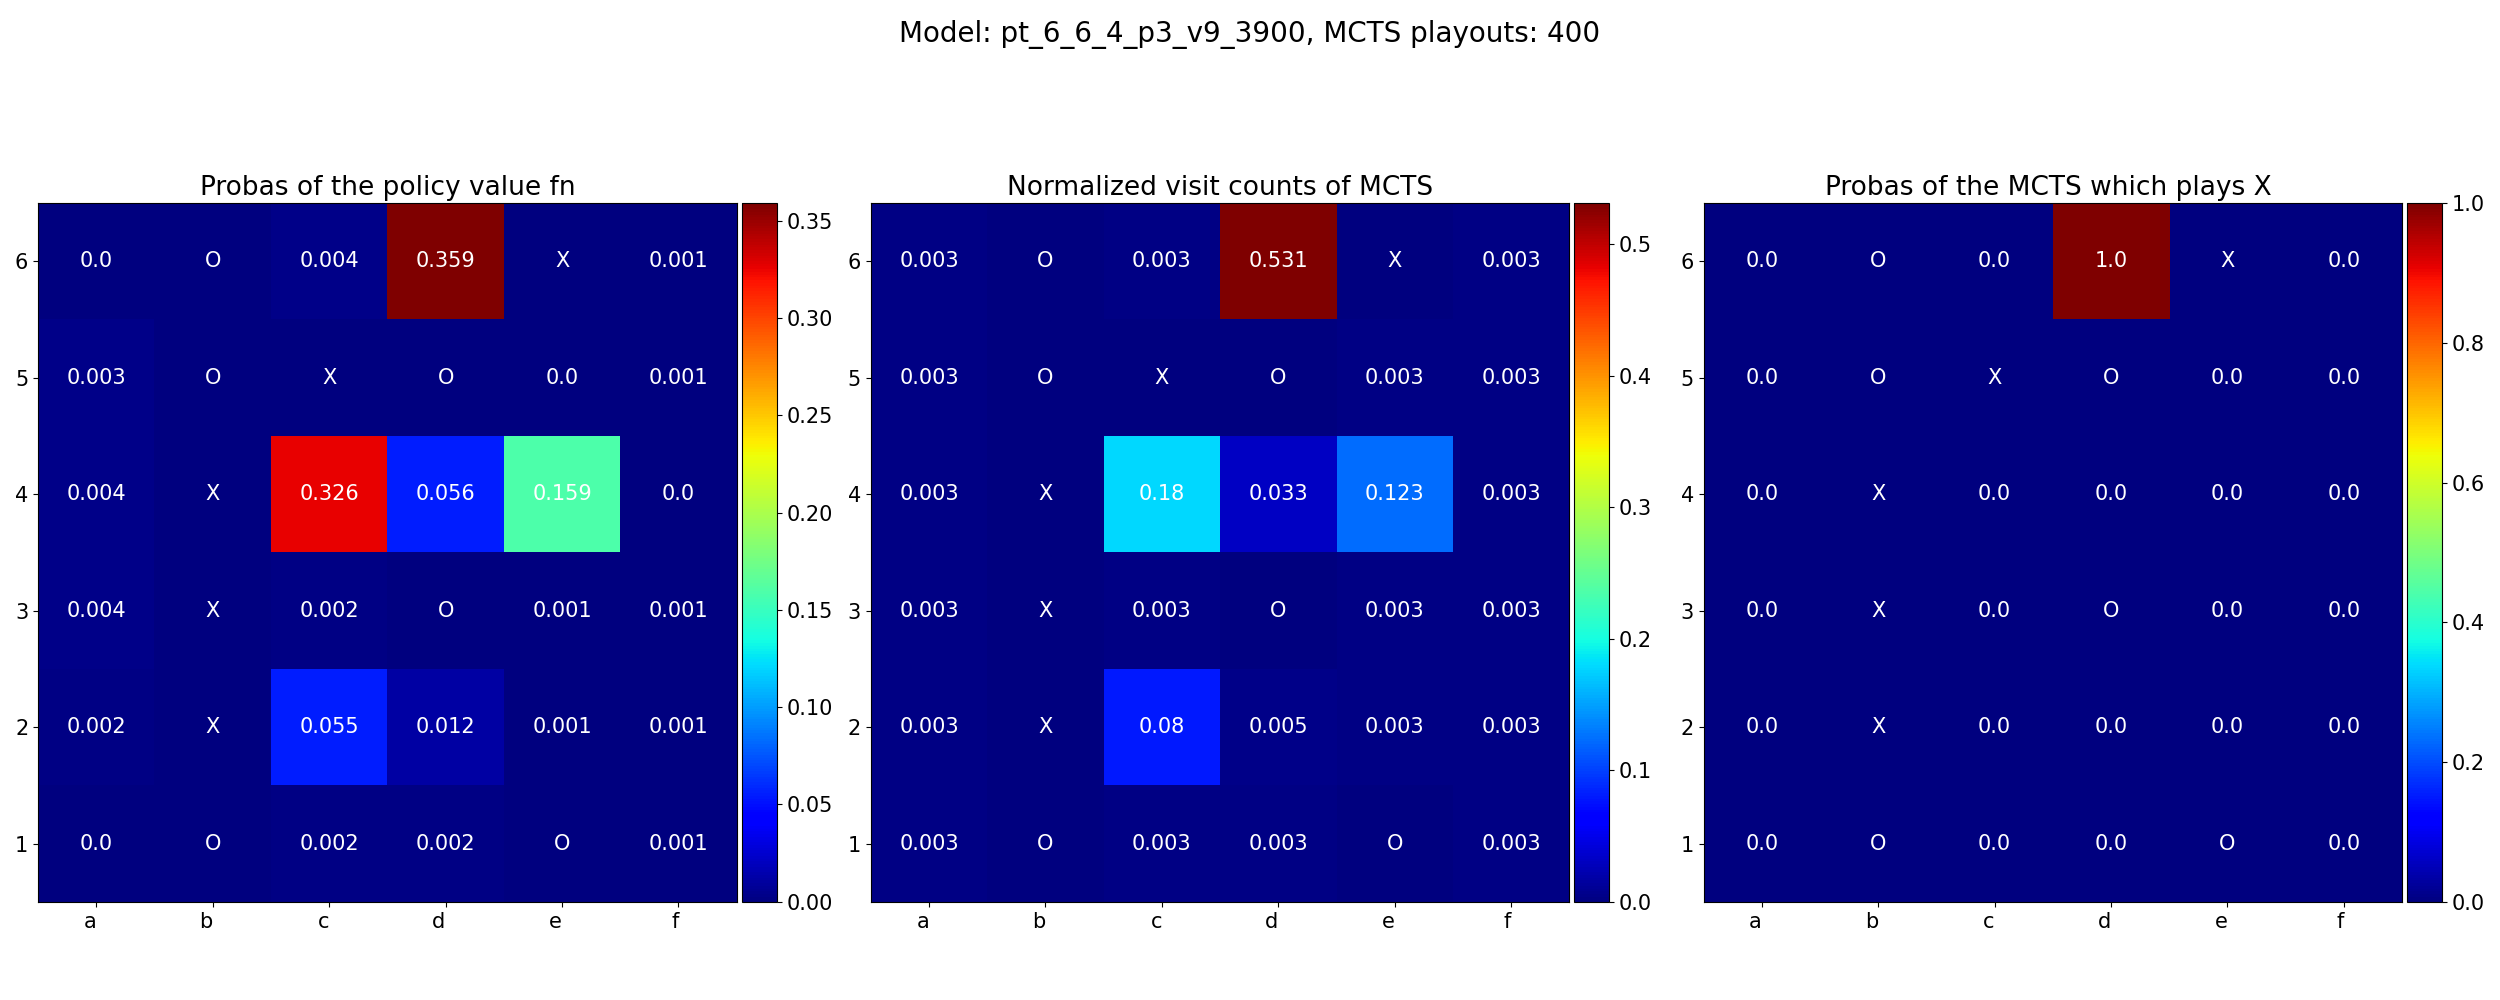 Model: pt_6_6_4_p3_v9_3900, MCTS playouts: 400
Probas of the policy value fn
6 0.0 O 0.004 0.359 X 0.001
5 0.003 O X O 0.0 0.001
4 0.004 X 0.326 0.056 0.159 0.0
3 0.004 X 0.002 O 0.001 0.001
2 0.002 X 0.055 0.012 0.001 0.001
1 0.0 O 0.002 0.002 O 0.001
a b c d e f
0.35
0.30
0.25
0.20
0.15
0.10
0.05
0.00
Normalized visit counts of MCTS
6 0.003 O 0.003 0.531 X 0.003
5 0.003 O X O 0.003 0.003
4 0.003 X 0.18 0.033 0.123 0.003
3 0.003 X 0.003 O 0.003 0.003
2 0.003 X 0.08 0.005 0.003 0.003
1 0.003 O 0.003 0.003 O 0.003
a b c d e f
0.5
0.4
0.3
0.2
0.1
0.0
Probas of the MCTS which plays X
6 0.0 O 0.0 1.0 X 0.0
5 0.0 O X O 0.0 0.0
4 0.0 X 0.0 0.0 0.0 0.0
3 0.0 X 0.0 O 0.0 0.0
2 0.0 X 0.0 0.0 0.0 0.0
1 0.0 O 0.0 0.0 O 0.0
a b c d e f
1.0
0.8
0.6
0.4
0.2
0.0